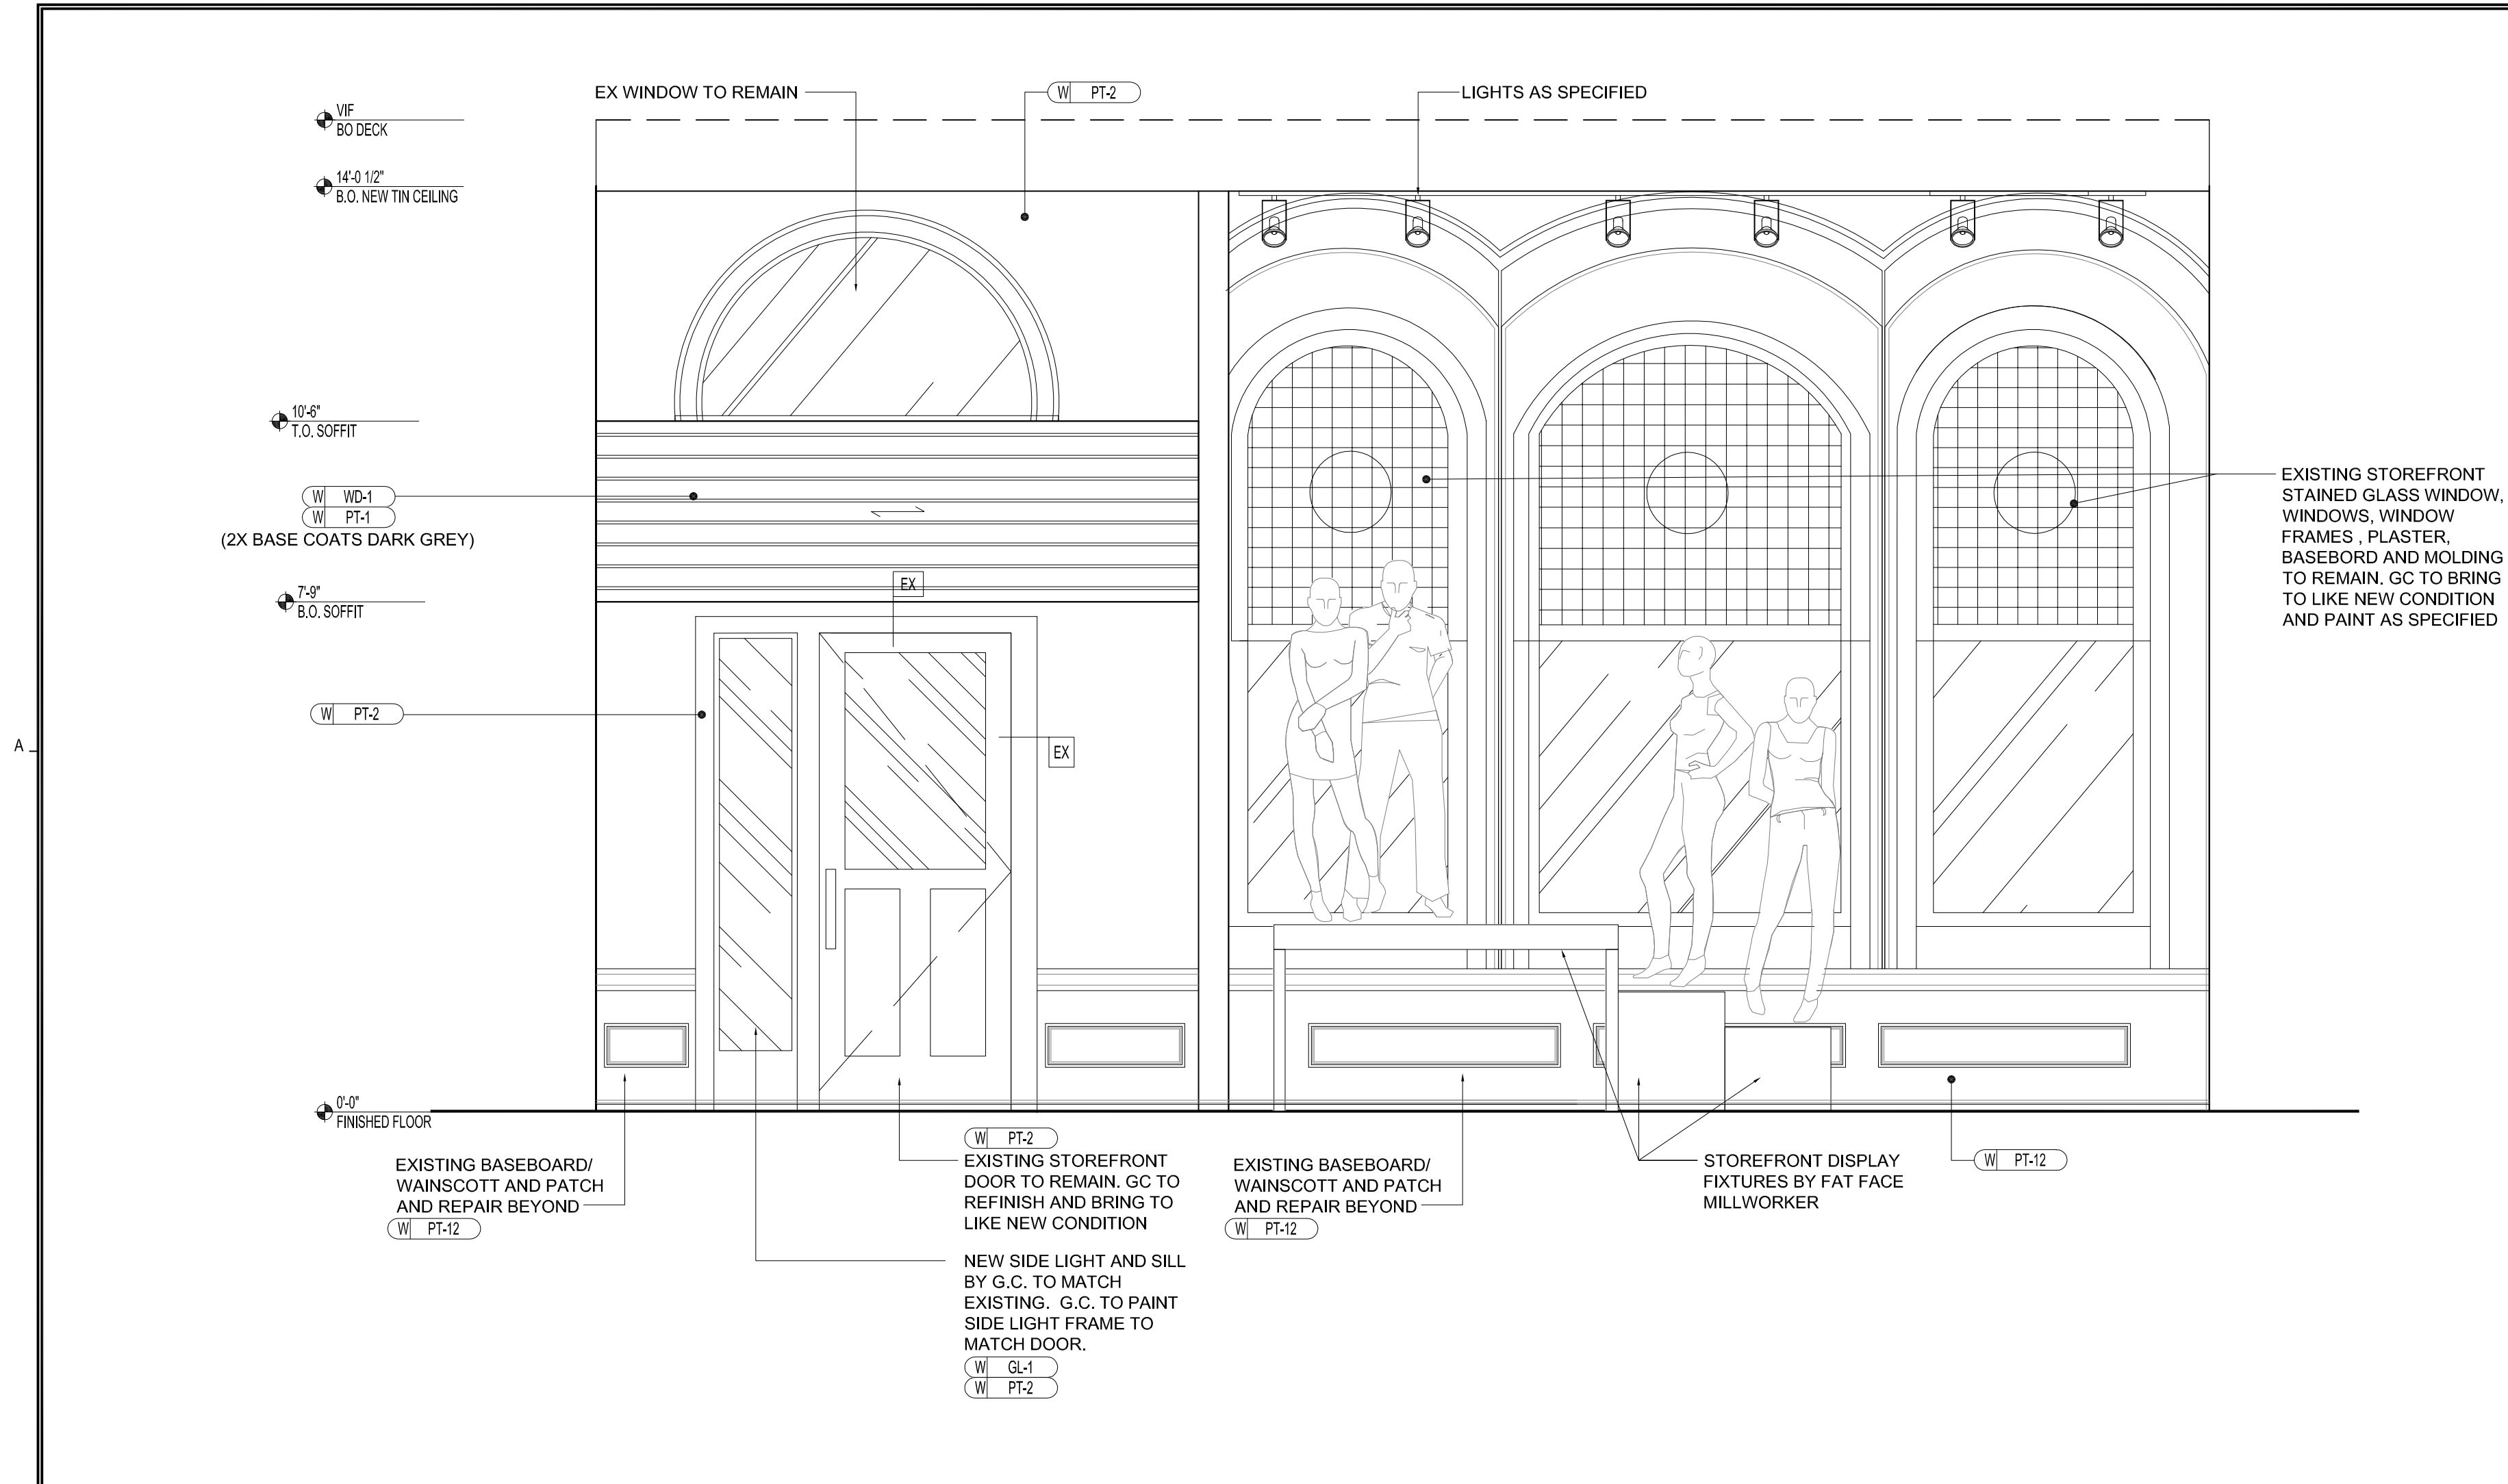 EX WINDOW TO REMAIN
W PT-2
LIGHTS AS SPECIFIED
VIF
BO DECK
14'-0 1/2"
B.O. NEW TIN CEILING
10'-6"
T.O. SOFFIT
W WD-1
W PT-1
(2X BASE COATS DARK GREY)
EXISTING STOREFRONT
STAINED GLASS WINDOW,
WINDOWS, WINDOW
FRAMES , PLASTER,
BASEBORD AND MOLDING
TO REMAIN. GC TO BRING
TO LIKE NEW CONDITION
AND PAINT AS SPECIFIED
EX
7'-9"
B.O. SOFFIT
W PT-2
EX
A
0'-0"
FINISHED FLOOR
EXISTING BASEBOARD/
WAINSCOTT AND PATCH
AND REPAIR BEYOND
W PT-12
W PT-2
EXISTING STOREFRONT
DOOR TO REMAIN. GC TO
REFINISH AND BRING TO
LIKE NEW CONDITION
NEW SIDE LIGHT AND SILL
BY G.C. TO MATCH
EXISTING. G.C. TO PAINT
SIDE LIGHT FRAME TO
MATCH DOOR.
W GL-1
W PT-2
EXISTING BASEBOARD/
WAINSCOTT AND PATCH
AND REPAIR BEYOND
W PT-12
STOREFRONT DISPLAY
FIXTURES BY FAT FACE
MILLWORKER
W PT-12